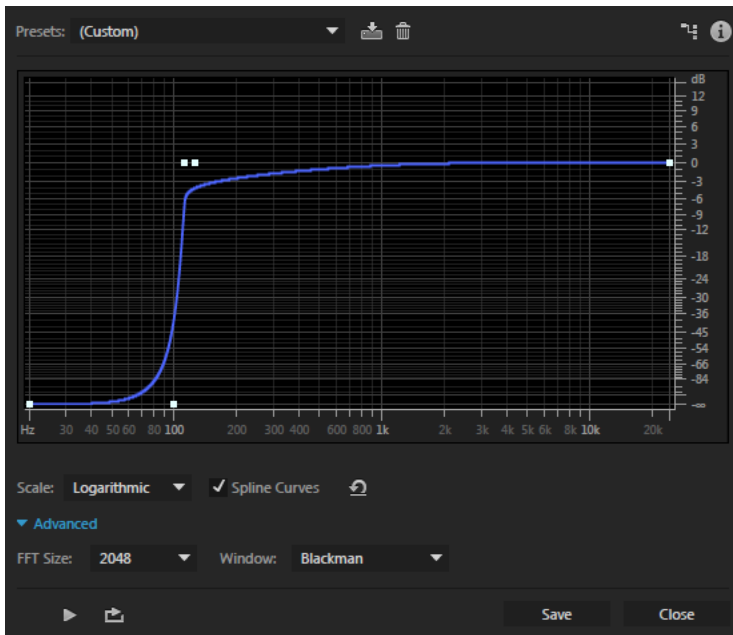 Presets: (Custom)
dB
12
9
6
3
0
-3
-6
-9
-12
-18
-24
-30
-36
-45
-54
-66
-84
-∞
Hz 30 40 50 60 80 100 200 300 400 600 800 1k 2k 3k 4k 5k 6k 8k 10k 20k
Scale: Logarithmic Spline Curves
Advanced
FFT Size: 2048 Window: Blackman
Save Close